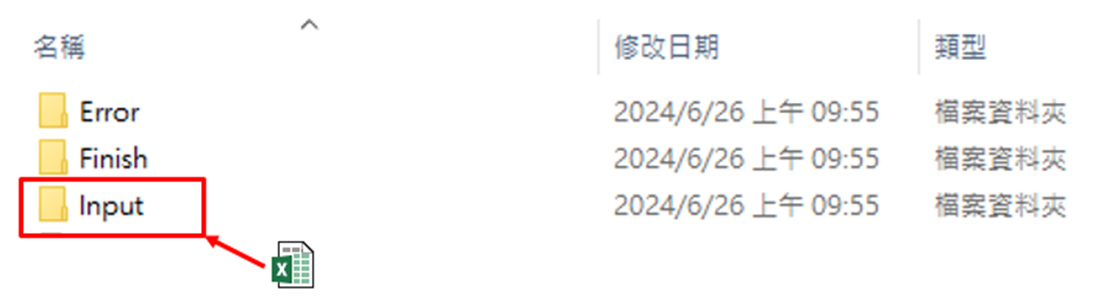 名稱 修改日期 類型
Error 2024/6/26 上午 09:55 檔案資料夾
Finish 2024/6/26 上午 09:55 檔案資料夾
Input 2024/6/26 上午 09:55 檔案資料夾